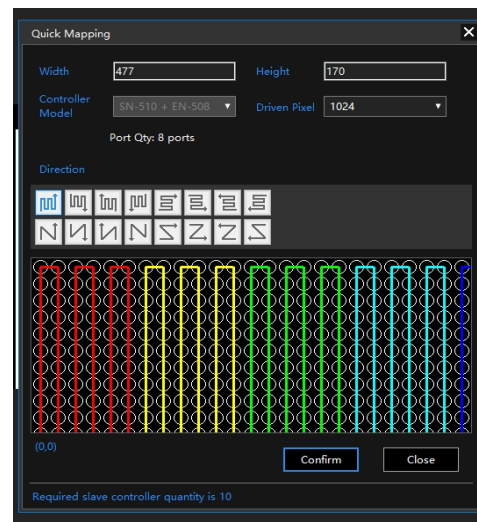 Quick Mapping
Width 477 Height 170
Controller Model SN-510 + EN-508 Driven Pixel 1024
Port Qty: 8 ports
Direction
(0,0)
Confirm Close
Required slave controller quantity is 10